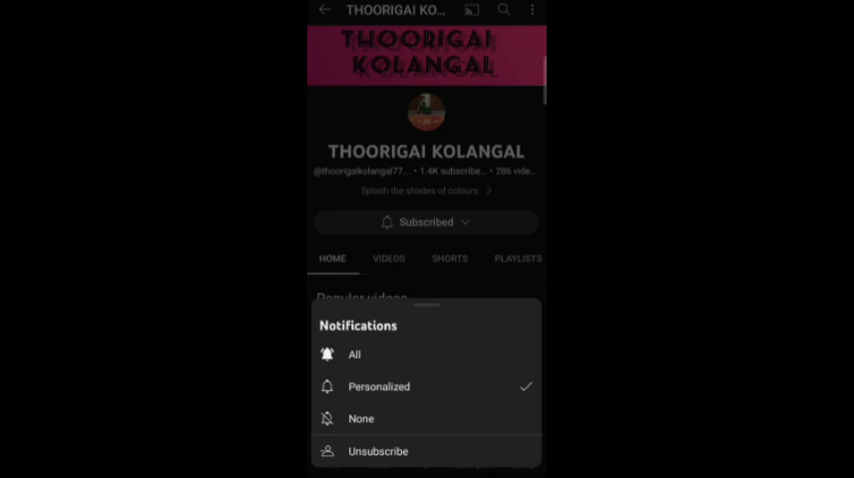 THOORIGAI KO...
THOORIGAI
KOLANGAL
THOORIGAI KOLANGAL
@thoorigaikolangal77... • 1.4K subscribe... • 286 vide...
Splash the shades of colours
Subscribed
HOME VIDEOS SHORTS PLAYLISTS
Popular videos
Notifications
All
Personalized
None
Unsubscribe